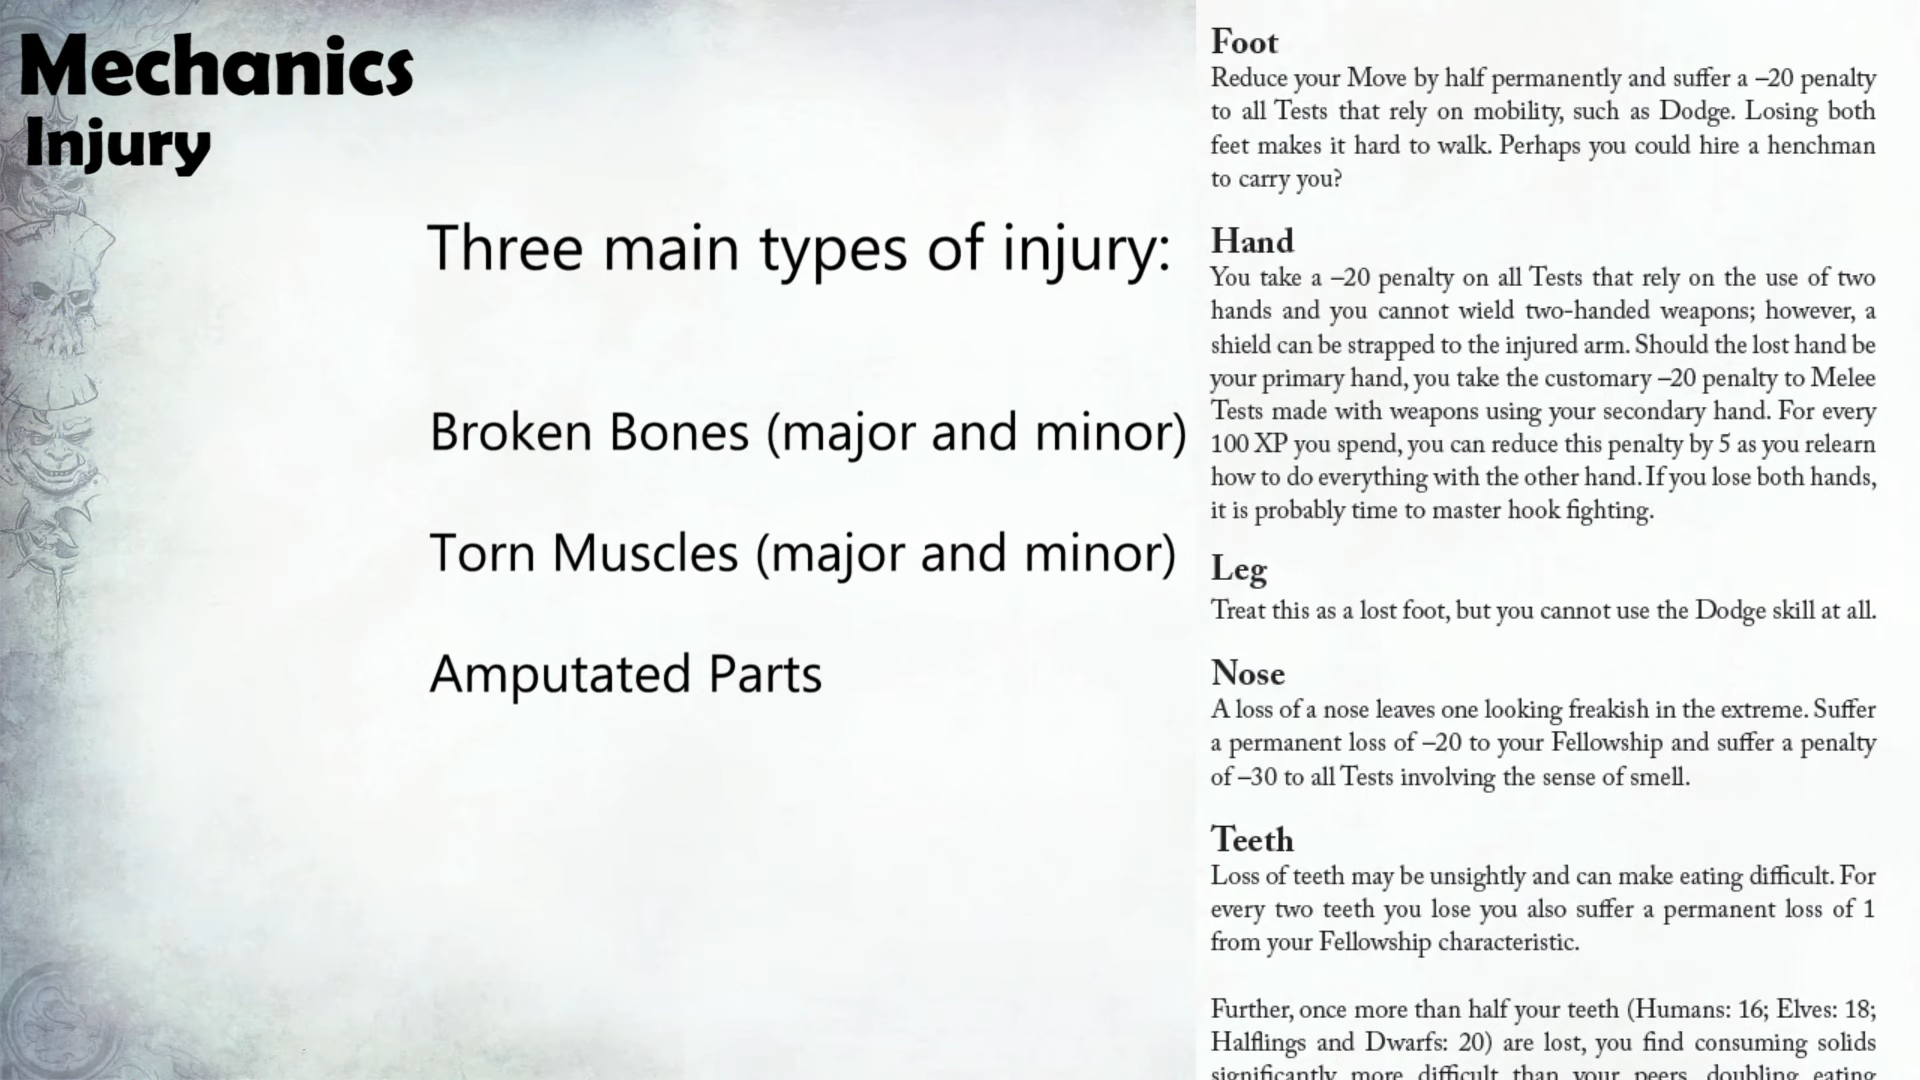 Mechanics
Injury
Three main types of injury:
Broken Bones (major and minor)
Torn Muscles (major and minor)
Amputated Parts
Foot
Reduce your Move by half permanently and suffer a –20 penalty
to all Tests that rely on mobility, such as Dodge. Losing both
feet makes it hard to walk. Perhaps you could hire a henchman
to carry you?
Hand
You take a –20 penalty on all Tests that rely on the use of two
hands and you cannot wield two-handed weapons; however, a
shield can be strapped to the injured arm. Should the lost hand be
your primary hand, you take the customary –20 penalty to Melee
Tests made with weapons using your secondary hand. For every
100 XP you spend, you can reduce this penalty by 5 as you relearn
how to do everything with the other hand. If you lose both hands,
it is probably time to master hook fighting.
Leg
Treat this as a lost foot, but you cannot use the Dodge skill at all.
Nose
A loss of a nose leaves one looking freakish in the extreme. Suffer
a permanent loss of –20 to your Fellowship and suffer a penalty
of –30 to all Tests involving the sense of smell.
Teeth
Loss of teeth may be unsightly and can make eating difficult. For
every two teeth you lose you also suffer a permanent loss of 1
from your Fellowship characteristic.
Further, once more than half your teeth (Humans: 16; Elves: 18;
Halflings and Dwarfs: 20) are lost, you find consuming solids
significantly more difficult than your peers, doubling eating